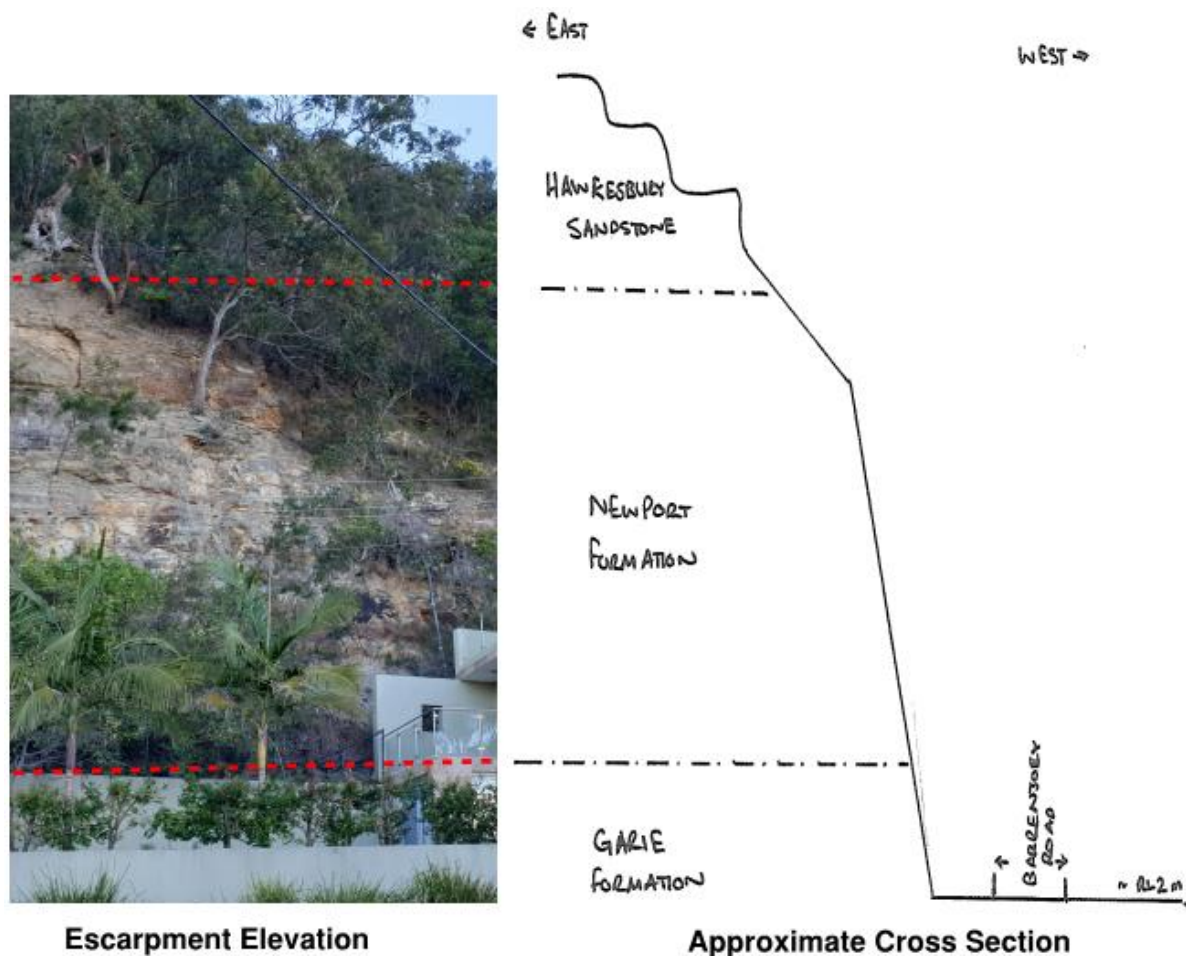 ← EAST
WEST →
HAWKESBURY
SANDSTONE
NEWPORT
FORMATION
GARIE
FORMATION
BARRENJOEY
ROAD
~ RL2m
Escarpment Elevation
Approximate Cross Section